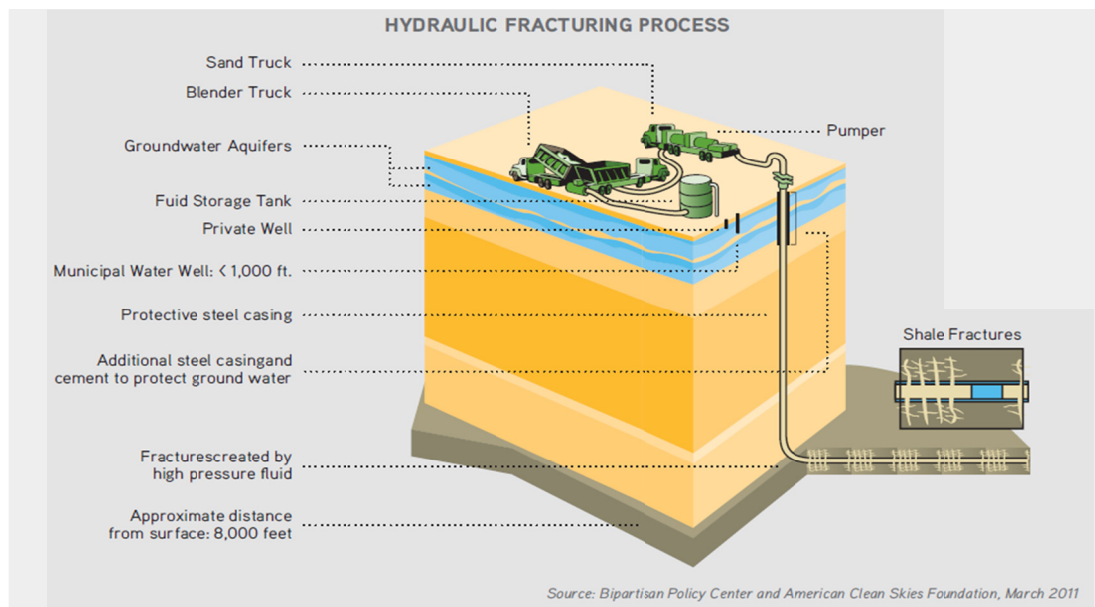 HYDRAULIC FRACTURING PROCESS
Sand Truck
Blender Truck
Pumper
Groundwater Aquifers
Fuid Storage Tank
Private Well
Municipal Water Well: < 1,000 ft.
Protective steel casing
Shale Fractures
Additional steel casingand
cement to protect ground water
Fracturescreated by
high pressure fluid
Approximate distance
from surface: 8,000 feet
Source: Bipartisan Policy Center and American Clean Skies Foundation, March 2011